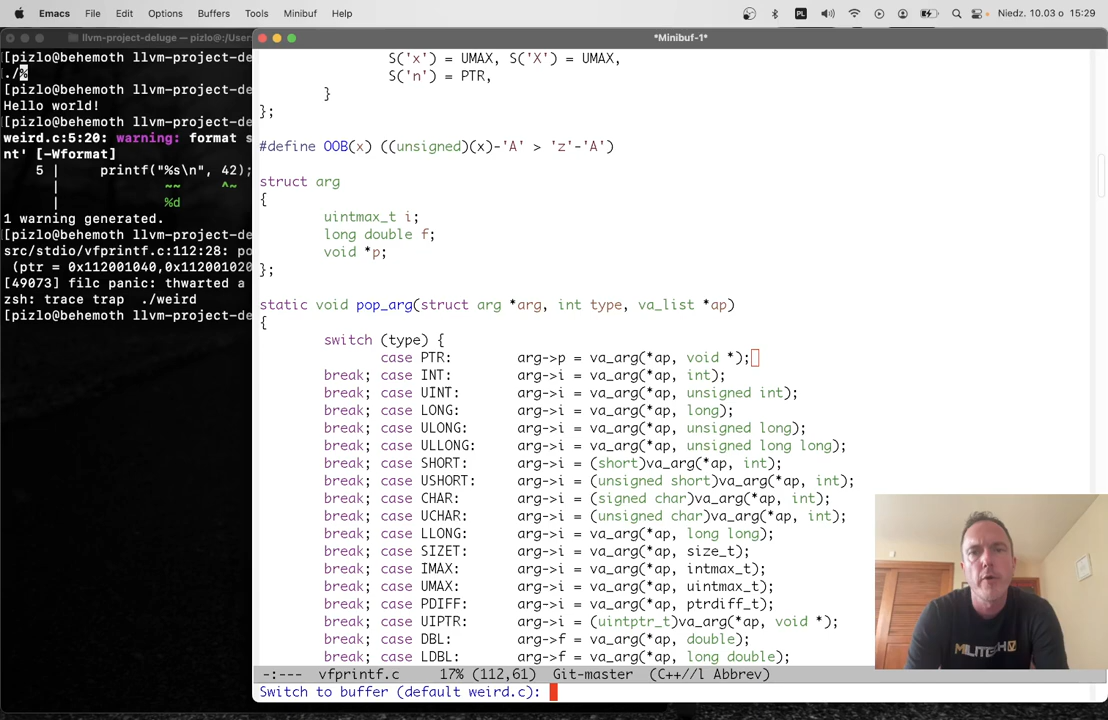 Emacs File Edit Options Buffers Tools Minibuf Help
PL Niedz. 10.03 o 15:29
llvm-project-deluge — pizlo@:/User
*Minibuf-1*
[pizlo@behemoth llvm-project-de
./%
[pizlo@behemoth llvm-project-de
Hello world!
[pizlo@behemoth llvm-project-de
weird.c:5:20: warning: format s
nt' [-Wformat]
5 | printf("%s\n", 42);
| ~~ ^~
| %d
1 warning generated.
[pizlo@behemoth llvm-project-de
src/stdio/vfprintf.c:112:28: po
(ptr = 0x112001040,0x112001020
[49073] filc panic: thwarted a
zsh: trace trap ./weird
[pizlo@behemoth llvm-project-de
S('x') = UMAX, S('X') = UMAX,
S('n') = PTR,
}
};
#define OOB(x) ((unsigned)(x)-'A' > 'z'-'A')
struct arg
{
uintmax_t i;
long double f;
void *p;
};
static void pop_arg(struct arg *arg, int type, va_list *ap)
{
switch (type) {
case PTR: arg->p = va_arg(*ap, void *);
break; case INT: arg->i = va_arg(*ap, int);
break; case UINT: arg->i = va_arg(*ap, unsigned int);
break; case LONG: arg->i = va_arg(*ap, long);
break; case ULONG: arg->i = va_arg(*ap, unsigned long);
break; case ULLONG: arg->i = va_arg(*ap, unsigned long long);
break; case SHORT: arg->i = (short)va_arg(*ap, int);
break; case USHORT: arg->i = (unsigned short)va_arg(*ap, int);
break; case CHAR: arg->i = (signed char)va_arg(*ap, int);
break; case UCHAR: arg->i = (unsigned char)va_arg(*ap, int);
break; case LLONG: arg->i = va_arg(*ap, long long);
break; case SIZET: arg->i = va_arg(*ap, size_t);
break; case IMAX: arg->i = va_arg(*ap, intmax_t);
break; case UMAX: arg->i = va_arg(*ap, uintmax_t);
break; case PDIFF: arg->i = va_arg(*ap, ptrdiff_t);
break; case UIPTR: arg->i = (uintptr_t)va_arg(*ap, void *);
break; case DBL: arg->f = va_arg(*ap, double);
break; case LDBL: arg->f = va_arg(*ap, long double);
-:--- vfprintf.c 17% (112,61) Git-master (C++//l Abbrev)
Switch to buffer (default weird.c):